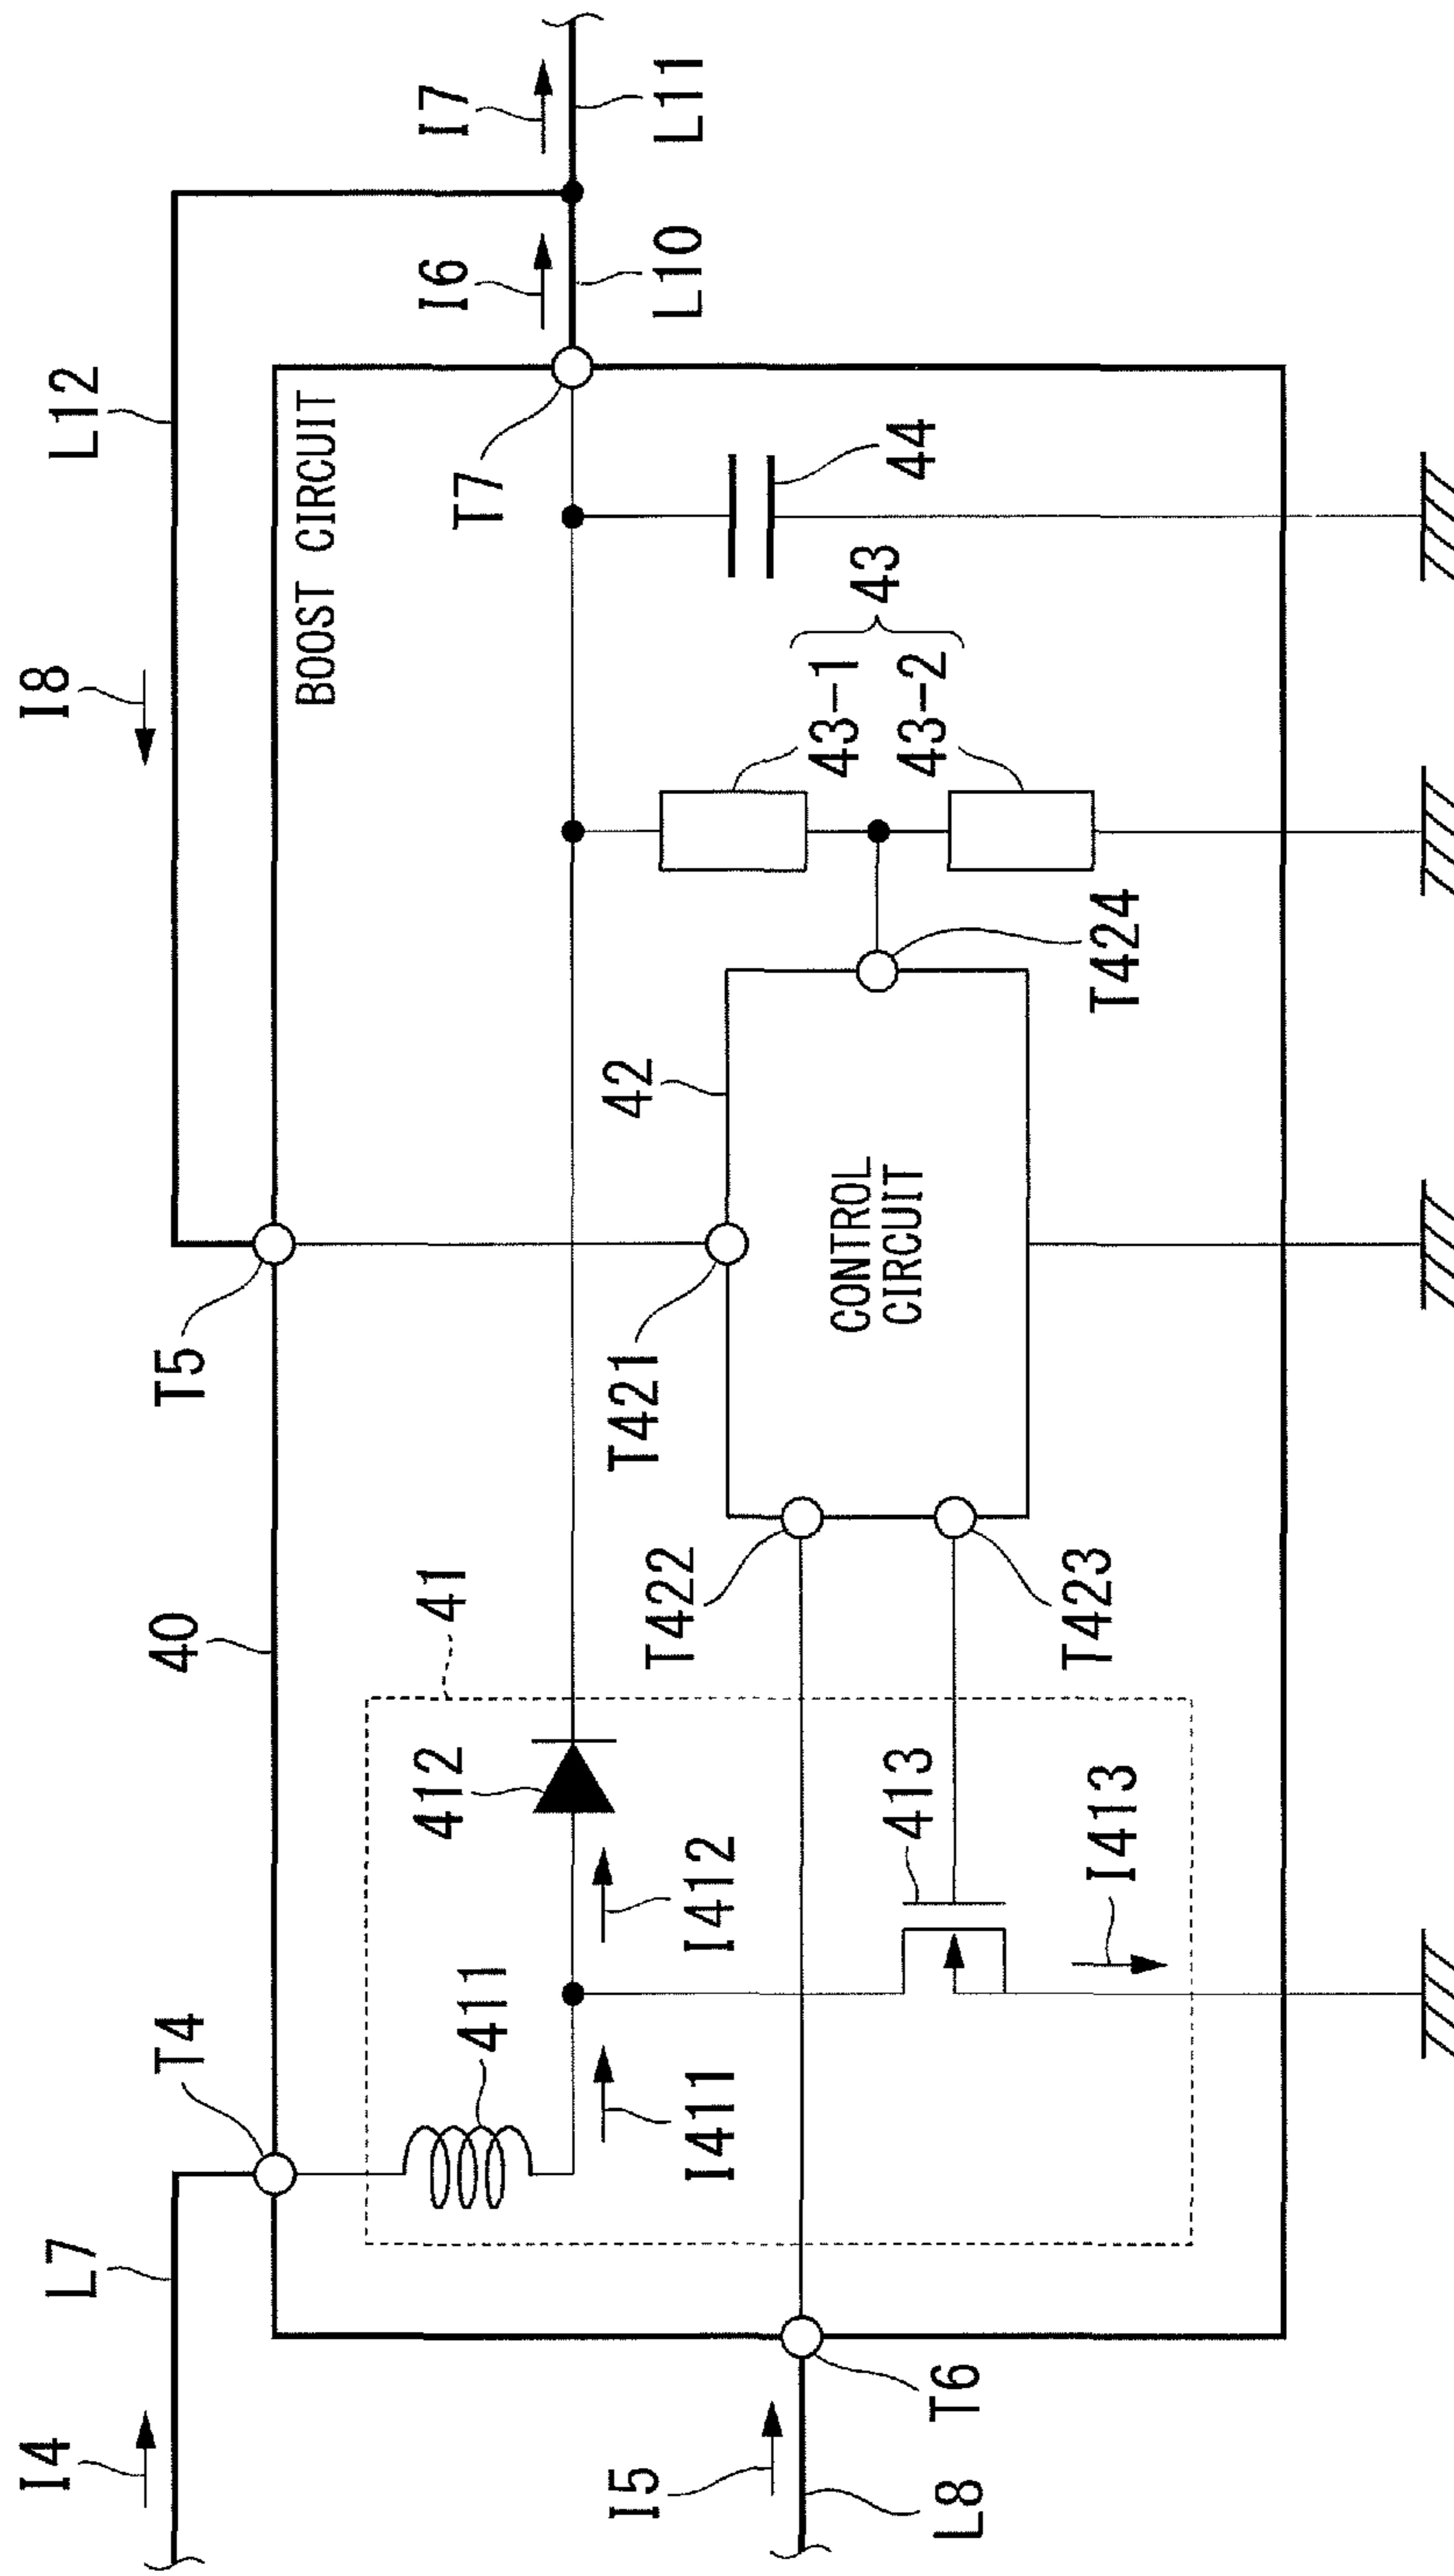 I8
L12
I7
I4
L7
T4
40
T5
BOOST CIRCUIT
I6
L11
L10
T7
411
412
41
I411
I412
I5
L8
T6
T422
T421
42
CONTROL
CIRCUIT
43-1
43-2
43
44
413
T423
T424
I413